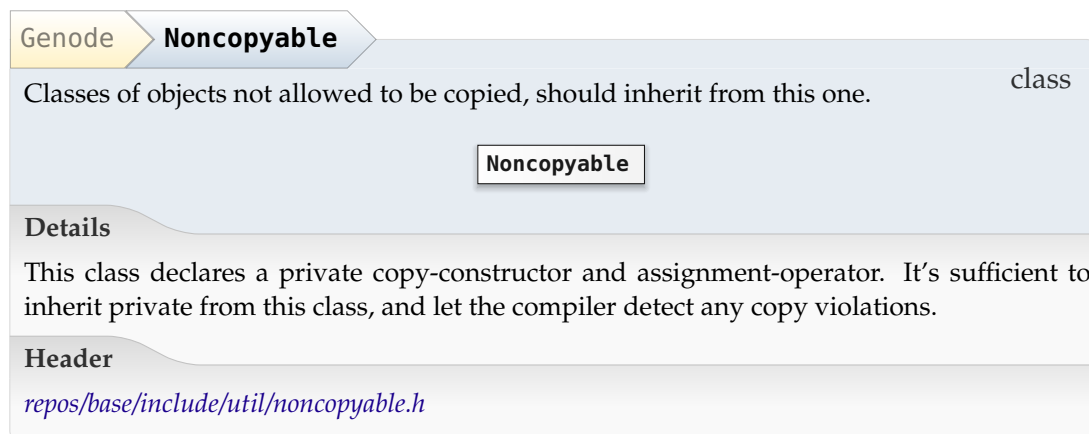 Genode Noncopyable
class
Classes of objects not allowed to be copied, should inherit from this one.
Noncopyable
Details
This class declares a private copy-constructor and assignment-operator. It's sufficient to
inherit private from this class, and let the compiler detect any copy violations.
Header
repos/base/include/util/noncopyable.h